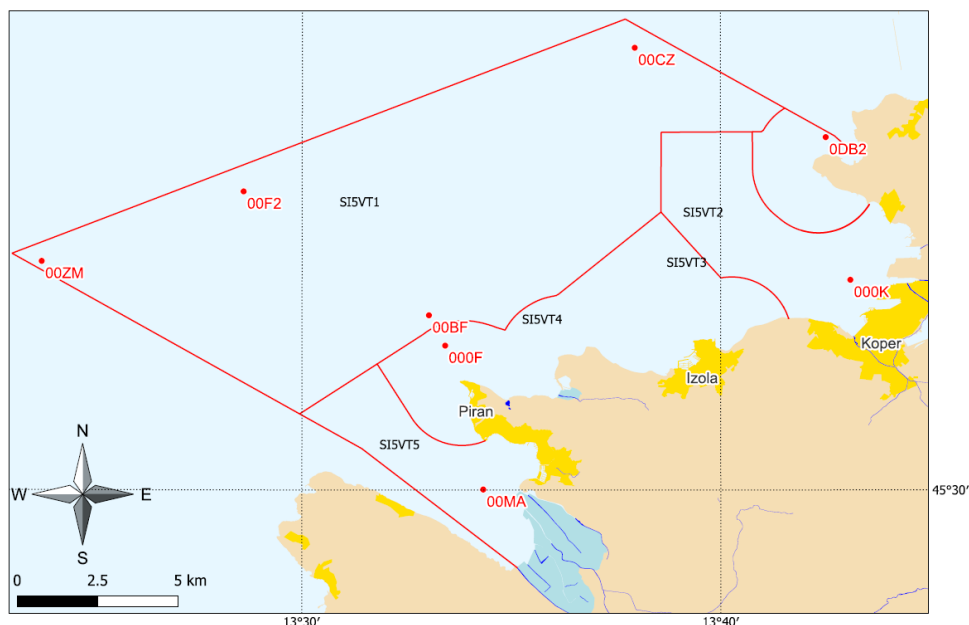 00CZ
0DB2
00F2
SI5VT1
SI5VT2
00ZM
SI5VT3
000K
00BF
SI5VT4
000F
Koper
Izola
Piran
SI5VT5
N
W E
S
00MA
45°30'
0 2.5 5 km
13°30' 13°40'